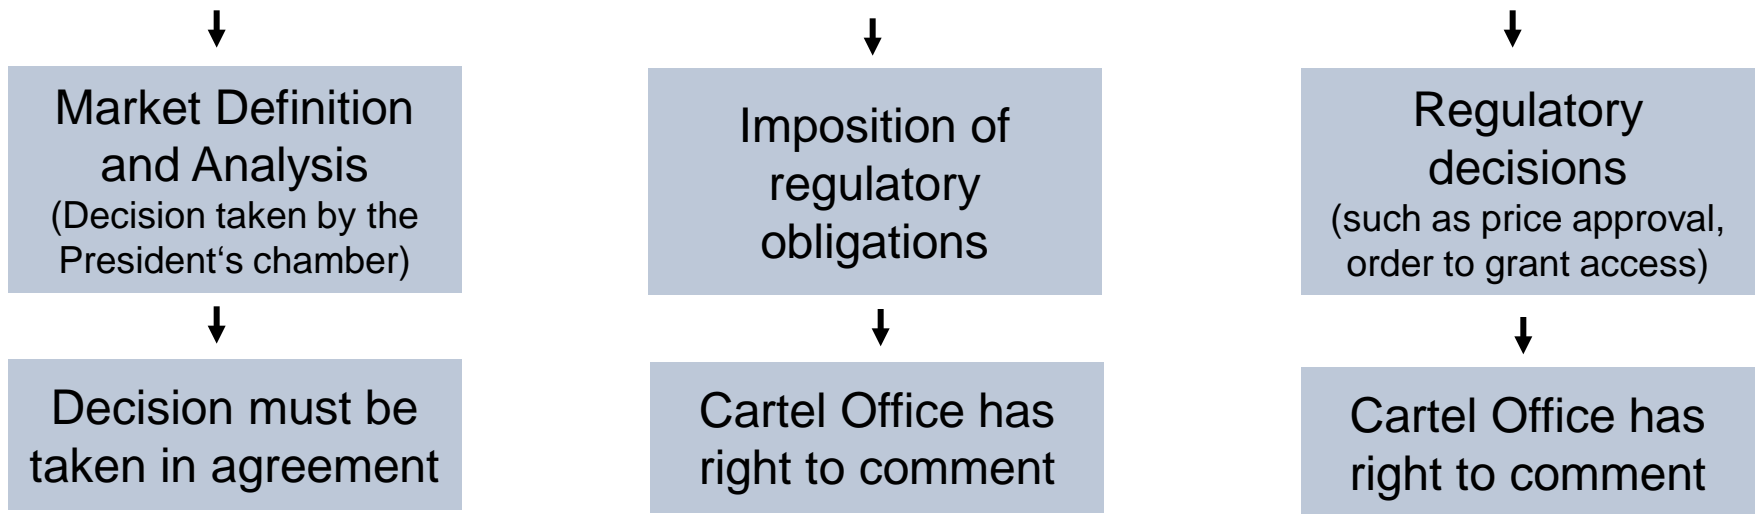 Market Definition
and Analysis
(Decision taken by the
President‘s chamber)
Decision must be
taken in agreement
Imposition of
regulatory
obligations
Cartel Office has
right to comment
Regulatory
decisions
(such as price approval,
order to grant access)
Cartel Office has
right to comment